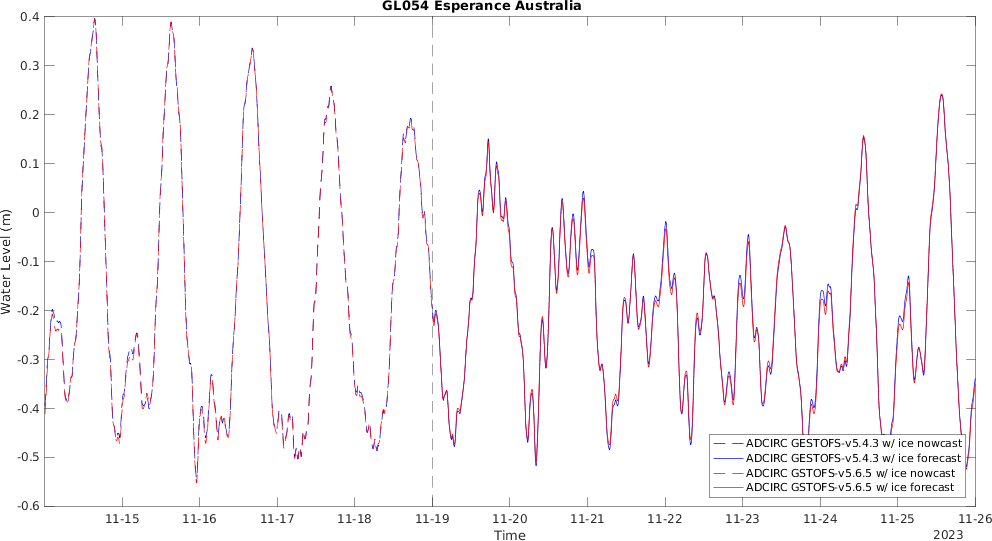 GL054 Esperance Australia
0.4
0.3
0.2
0.1
0
-0.1
-0.2
-0.3
-0.4
-0.5
-0.6
Water Level (m)
ADCIRC GESTOFS-v5.4.3 w/ ice nowcast
ADCIRC GESTOFS-v5.4.3 w/ ice forecast
ADCIRC GSTOFS-v5.6.5 w/ ice nowcast
ADCIRC GSTOFS-v5.6.5 w/ ice forecast
11-15 11-16 11-17 11-18 11-19 11-20 11-21 11-22 11-23 11-24 11-25 11-26
Time
2023